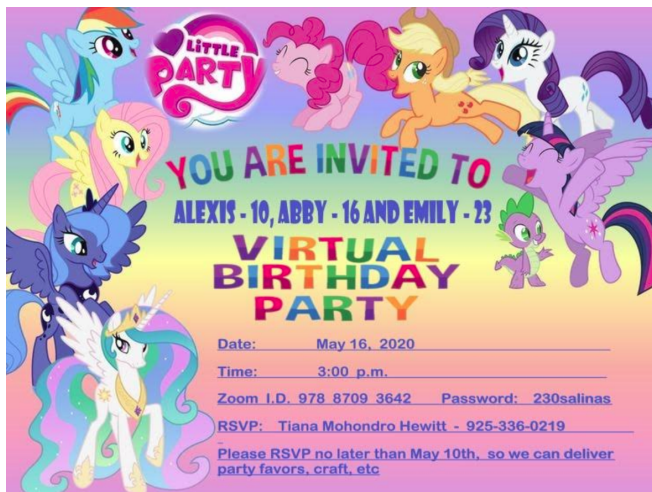 LiTTLE
PARTY
YOU ARE INVITED TO
ALEXIS - 10, ABBY - 16 AND EMILY - 23
VIRTUAL
BIRTHDAY
PARTY
Date: May 16, 2020
Time: 3:00 p.m.
Zoom I.D. 978 8709 3642 Password: 230salinas
RSVP: Tiana Mohondro Hewitt - 925-336-0219
Please RSVP no later than May 10th, so we can deliver
party favors, craft, etc